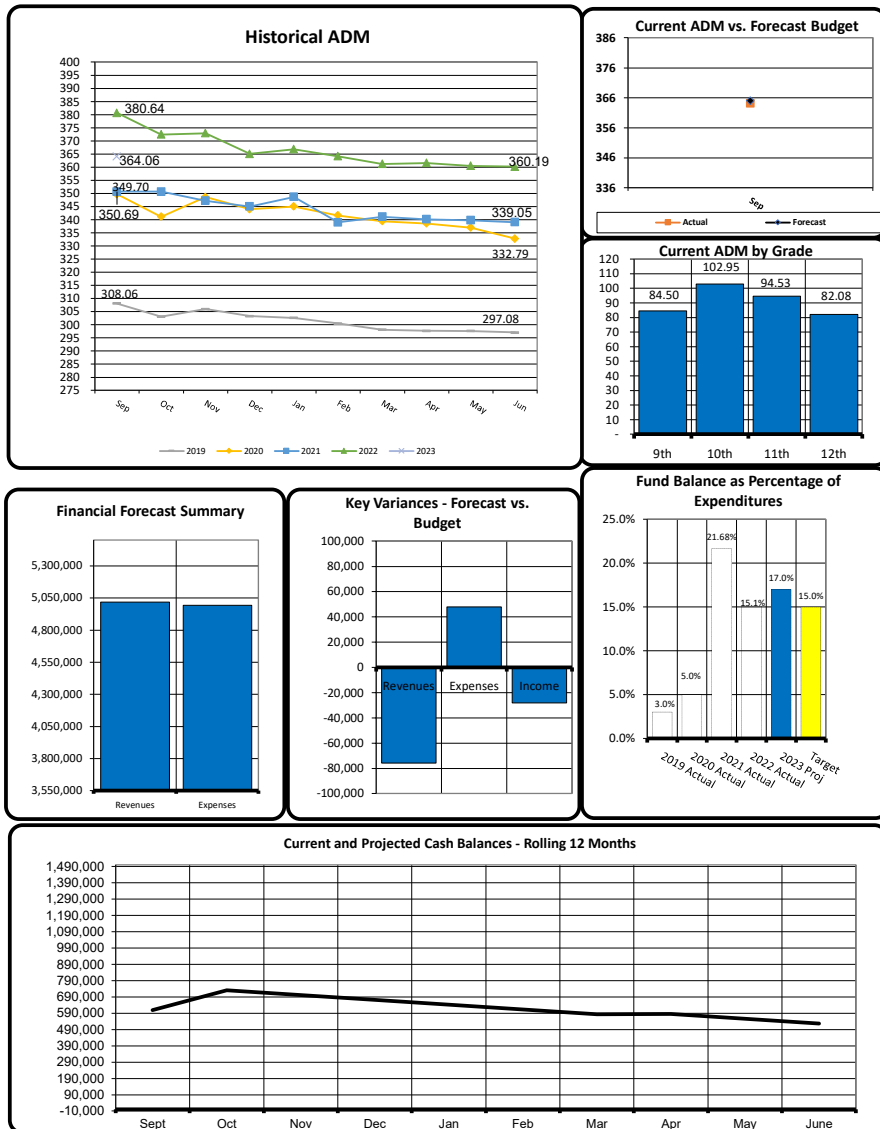 Historical ADM
400
395
390
385
380
375
370
365
360
355
350
345
340
335
330
325
320
315
310
305
300
295
290
285
280
275
380.64
364.06
349.70
350.69
308.06
360.19
339.05
332.79
297.08
Sep
Oct
Nov
Dec
Jan
Feb
Mar
Apr
May
Jun
2019
2020
2021
2022
2023
Current ADM vs. Forecast Budget
386
376
366
356
346
336
Sep
Actual
Forecast
Current ADM by Grade
120
110
100
90
80
70
60
50
40
30
20
10
-
84.50
102.95
94.53
82.08
9th
10th
11th
12th
Financial Forecast Summary
5,300,000
5,050,000
4,800,000
4,550,000
4,300,000
4,050,000
3,800,000
3,550,000
Revenues
Expenses
Key Variances - Forecast vs.
Budget
100,000
80,000
60,000
40,000
20,000
0
-20,000
-40,000
-60,000
-80,000
-100,000
Revenues
Expenses
Income
Fund Balance as Percentage of
Expenditures
25.0%
20.0%
15.0%
10.0%
5.0%
0.0%
3.0%
5.0%
21.68%
15.1%
17.0%
15.0%
2019 Actual
2020 Actual
2021 Actual
2022 Actual
2023 Proj
Target
Current and Projected Cash Balances - Rolling 12 Months
1,490,000
1,390,000
1,290,000
1,190,000
1,090,000
990,000
890,000
790,000
690,000
590,000
490,000
390,000
290,000
190,000
90,000
-10,000
Sept
Oct
Nov
Dec
Jan
Feb
Mar
Apr
May
June